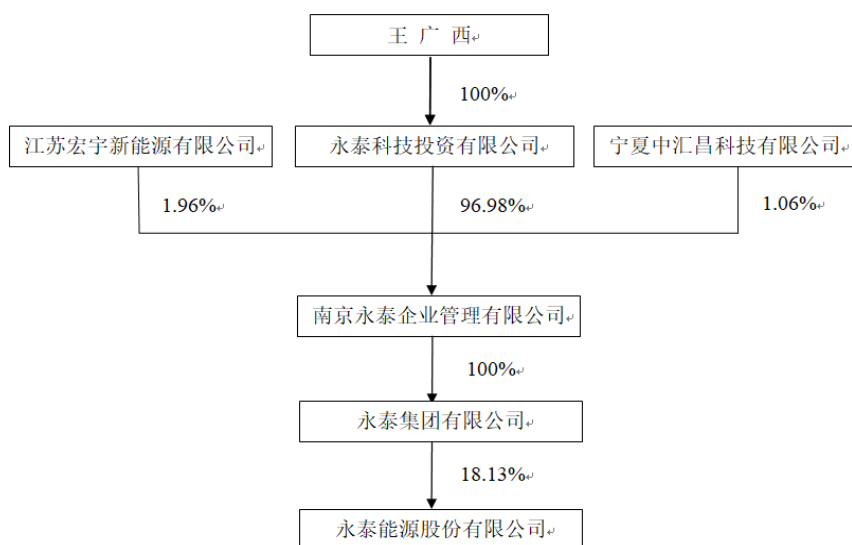 王 广 西
100%
江苏宏宇新能源有限公司
永泰科技投资有限公司
宁夏中汇昌科技有限公司
1.96%
96.98%
1.06%
南京永泰企业管理有限公司
100%
永泰集团有限公司
18.13%
永泰能源股份有限公司